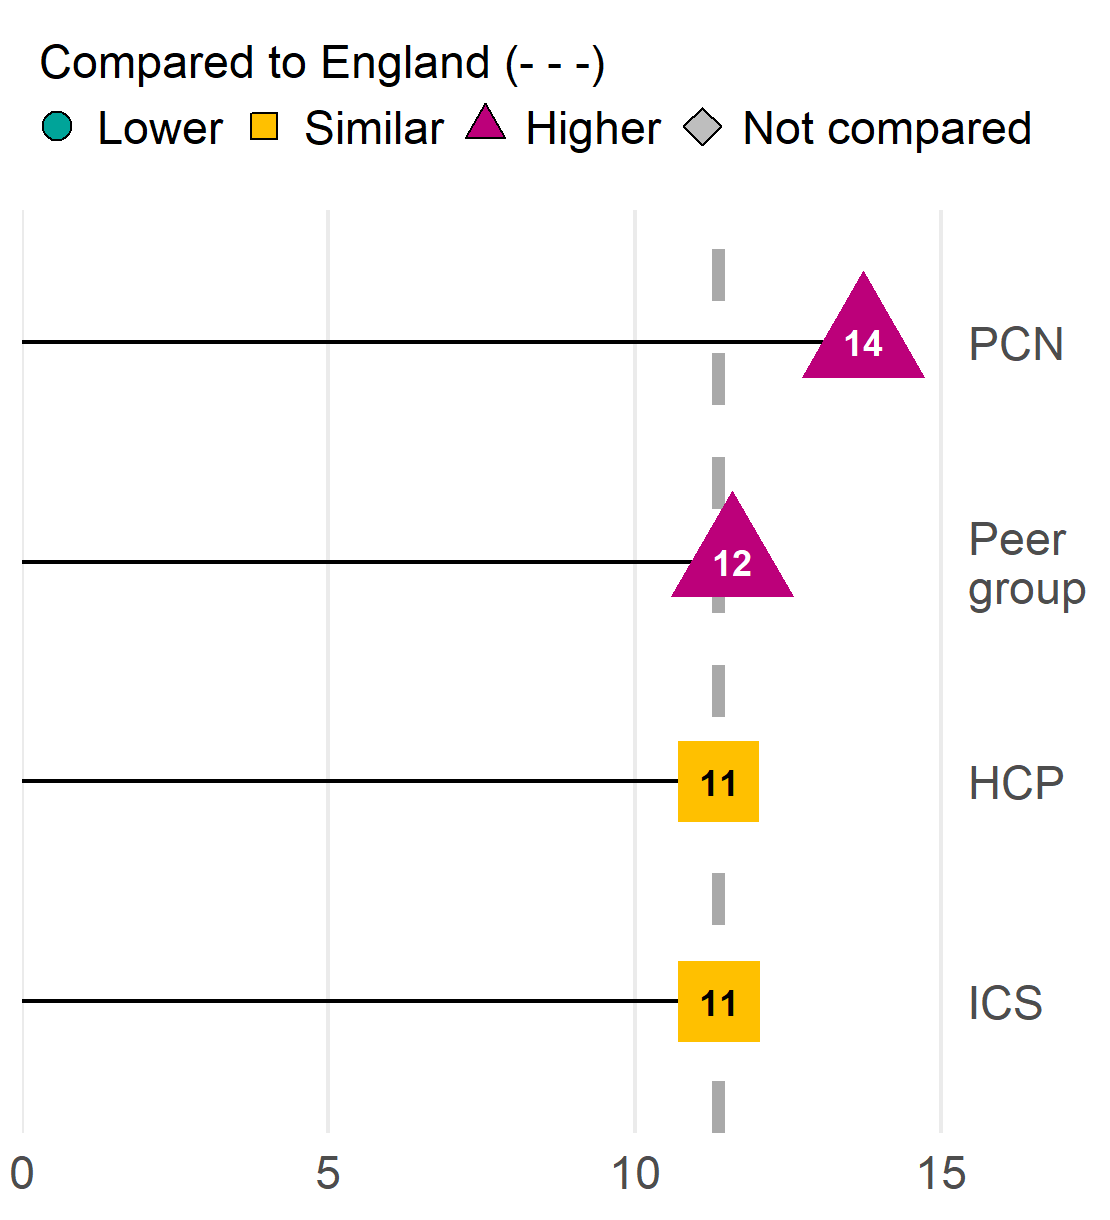 Compared to England (- - -)
Lower Similar Higher Not compared
14 PCN
12 Peer
group
11 HCP
11 ICS
0 5 10 15